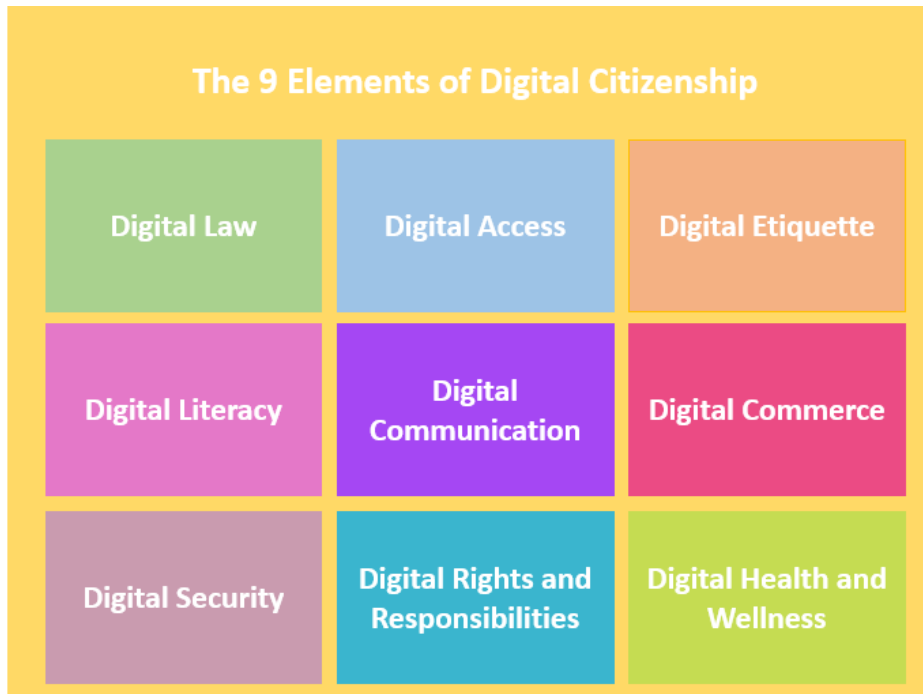 The 9 Elements of Digital Citizenship
Digital Law
Digital Access
Digital Etiquette
Digital Literacy
Digital
Communication
Digital Commerce
Digital Security
Digital Rights and
Responsibilities
Digital Health and
Wellness